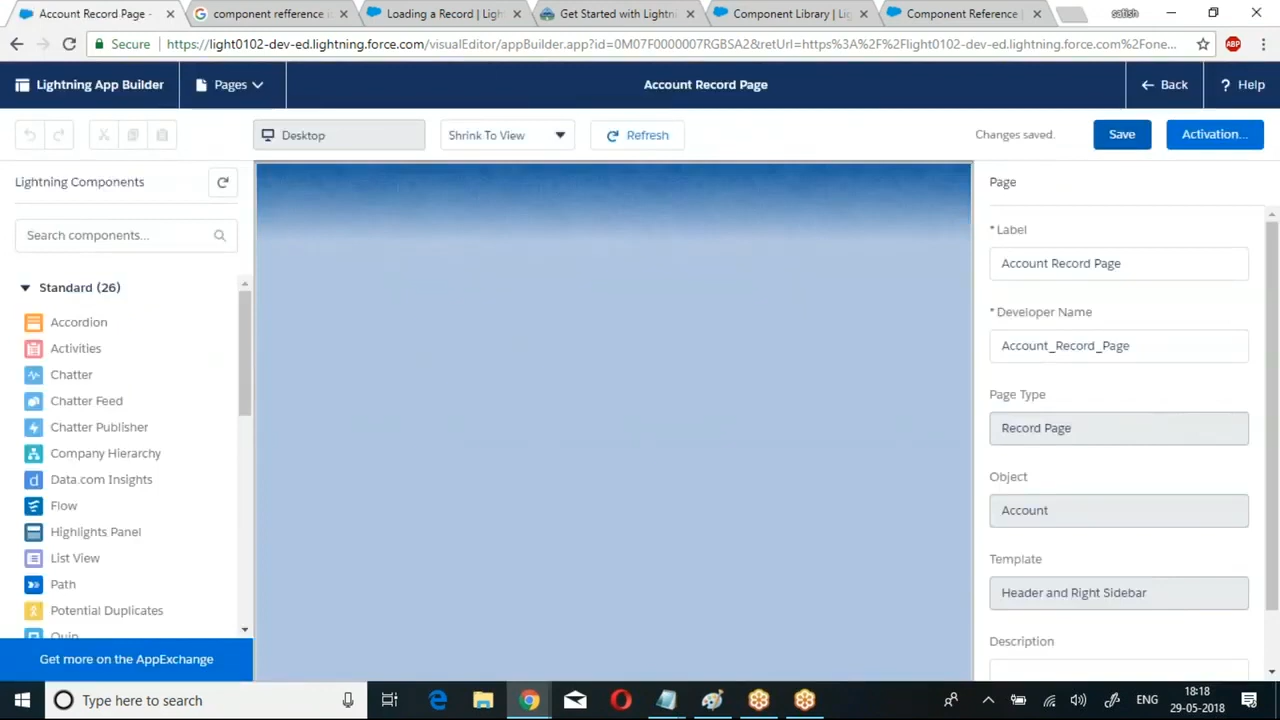 Account Record Page -
component refference
Loading a Record | Ligh
Get Started with Lightni
Component Library | Lig
Component Reference |
satish
Secure
https://light0102-dev-ed.lightning.force.com/visualEditor/appBuilder.app?id=0M07F0000007RGBSA2&retUrl=https%3A%2F%2Flight0102-dev-ed.lightning.force.com%2Fone...
ABP
Lightning App Builder
Pages
Account Record Page
Back
? Help
Desktop
Shrink To View
Refresh
Changes saved.
Save
Activation...
Lightning Components
Search components...
Standard (26)
Accordion
Activities
Chatter
Chatter Feed
Chatter Publisher
Company Hierarchy
Data.com Insights
Flow
Highlights Panel
List View
Path
Potential Duplicates
Quip
Get more on the AppExchange
Page
* Label
Account Record Page
* Developer Name
Account_Record_Page
Page Type
Record Page
Object
Account
Template
Header and Right Sidebar
Description
Type here to search
ENG
18:18
29-05-2018